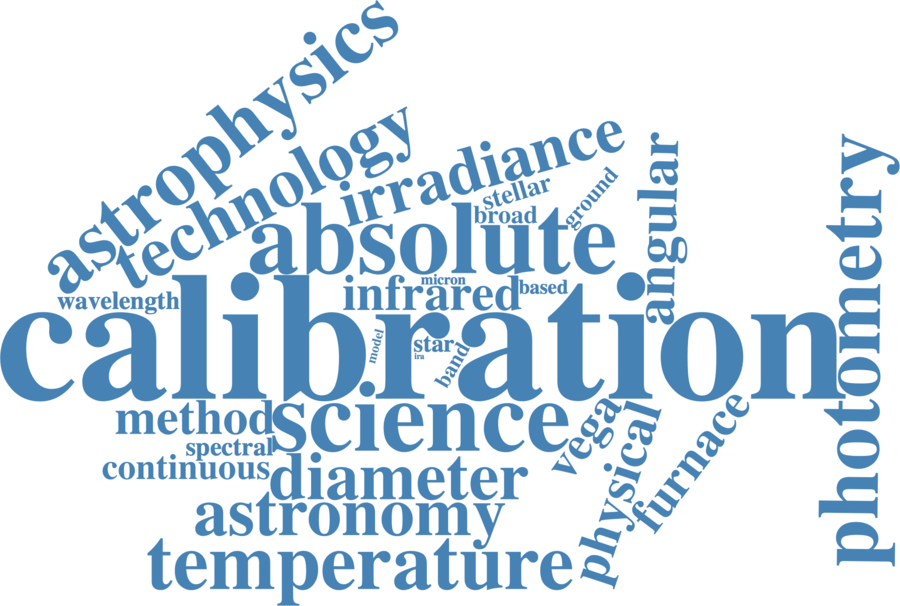 astrophysics
technology
irradiance
stellar
ground
broad
absolute
angular
photometry
micron
wavelength
infrared
based
calibration
model
star
ira
band
method
science
vega
physical
furnace
spectral
continuous
diameter
astronomy
temperature